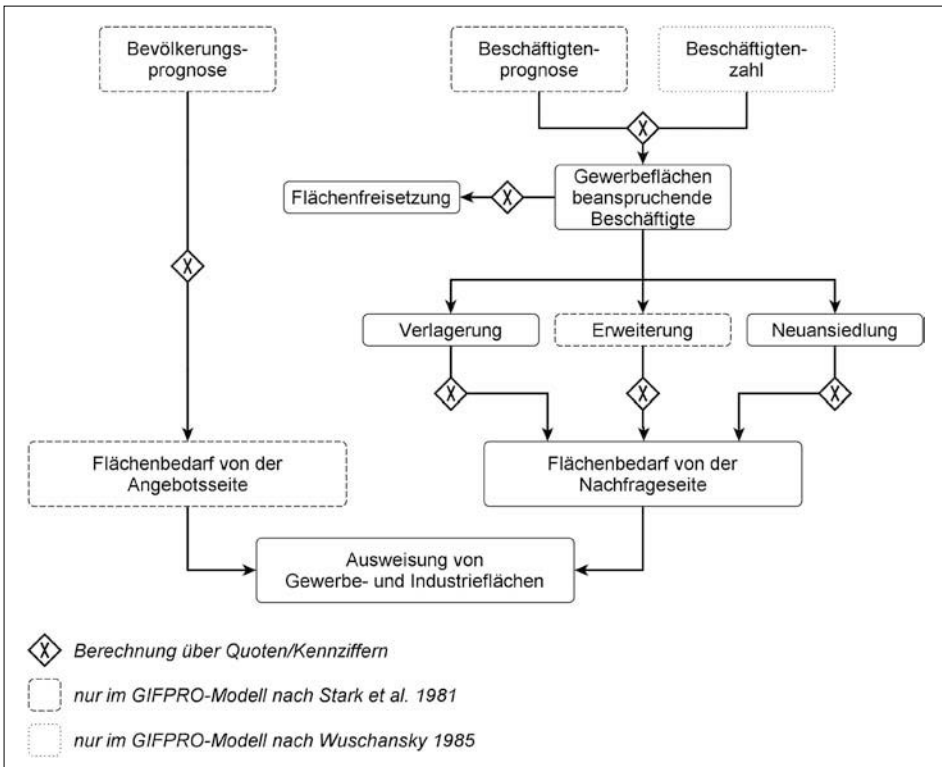 Bevölkerungs-
prognose
Beschäftigten-
prognose
Beschäftigten-
zahl
X
Gewerbeflächen
beanspruchende
Beschäftigte
X
Flächenfreisetzung
X
Verlagerung
Erweiterung
Neuansiedlung
X
X
X
Flächenbedarf von der
Angebotsseite
Flächenbedarf von der
Nachfrageseite
Ausweisung von
Gewerbe- und Industrieflächen
X Berechnung über Quoten/Kennziffern
nur im GIFPRO-Modell nach Stark et al. 1981
nur im GIFPRO-Modell nach Wuschansky 1985